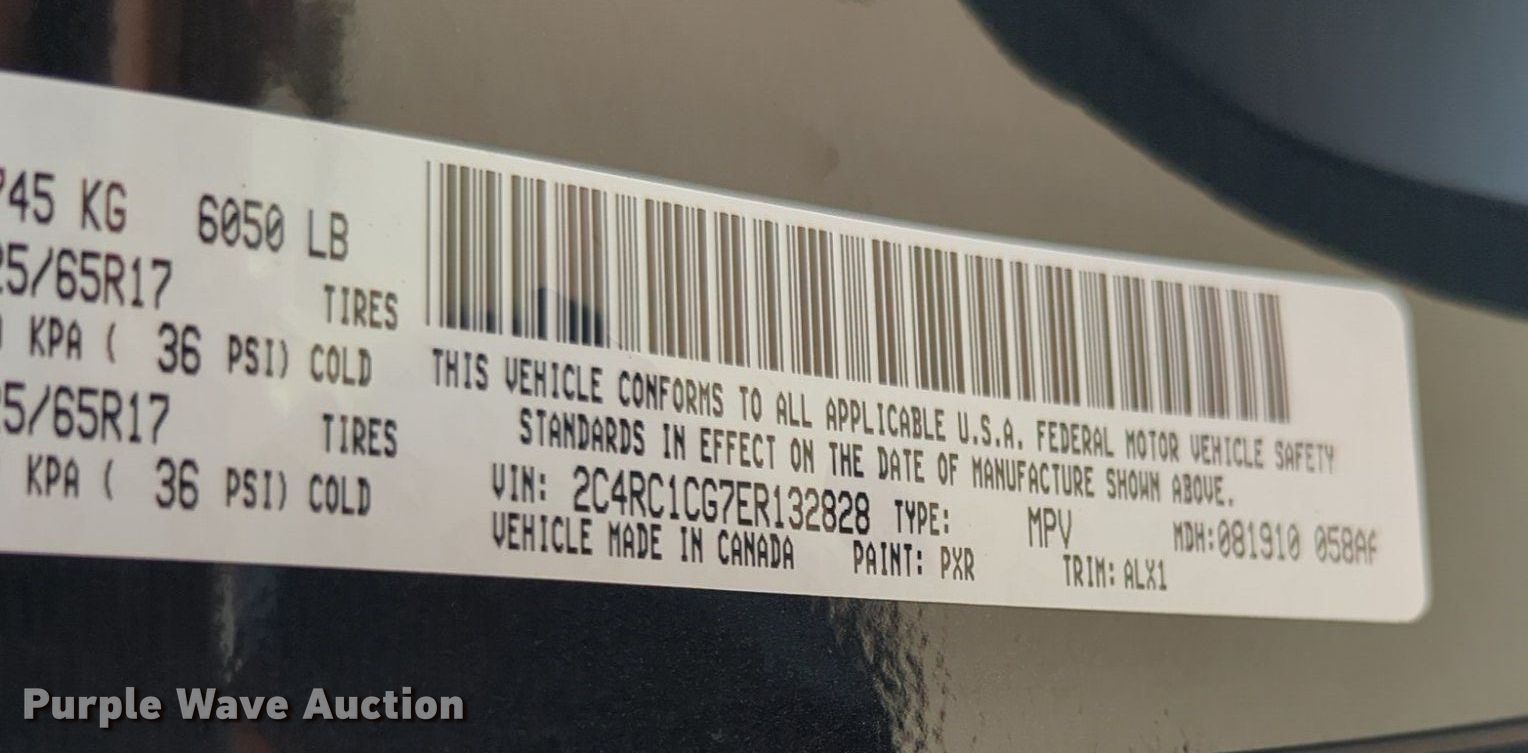 745 KG 6050 LB
25/65R17 TIRES
KPA ( 36 PSI) COLD
25/65R17 TIRES
KPA ( 36 PSI) COLD
THIS VEHICLE CONFORMS TO ALL APPLICABLE U.S.A. FEDERAL MOTOR VEHICLE SAFETY
STANDARDS IN EFFECT ON THE DATE OF MANUFACTURE SHOWN ABOVE.
VIN: 2C4RC1CG7ER132828 TYPE: MPV MDH:081910 058AF
VEHICLE MADE IN CANADA PAINT: PXR TRIM: ALX1
Purple Wave Auction